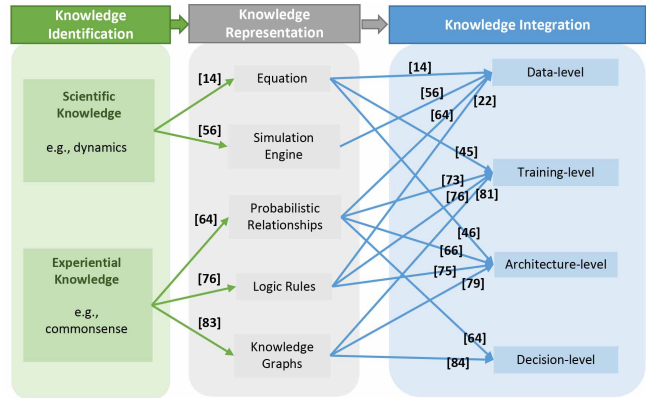 Knowledge
Identification
Knowledge
Representation
Knowledge Integration
Scientific
Knowledge
e.g., dynamics
Experiential
Knowledge
e.g.,
commonsense
[14]
[56]
[64]
[76]
[83]
Equation
Simulation
Engine
Probabilistic
Relationships
Logic Rules
Knowledge
Graphs
[14]
[56]
[22]
[64]
[45]
[73]
[76]
[81]
[46]
[66]
[75]
[79]
[64]
[84]
Data-level
Training-level
Architecture-level
Decision-level